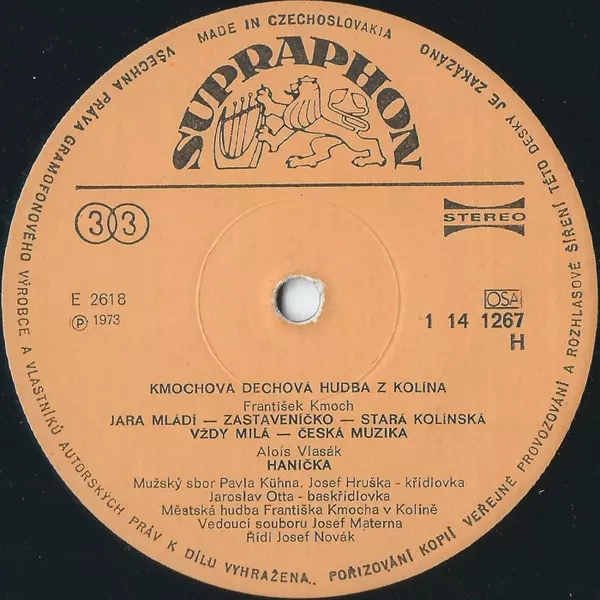 MADE IN CZECHOSLOVAKIA
VŠECHNA PRÁVA GRAMOFONOVÉHO VÝROBCE A VLASTNÍKŮ AUTORSKÝCH PRÁV K DÍLU VYHRAŽENA. POŘIZOVÁNÍ KOPIÍ VEŘEJNÉ PROVOZOVÁNÍ A ROZHLASOVÉ ŠÍŘENÍ TÉTO DESKY JE ZAKÁZÁNO
SUPRAPHON
33
STEREO
E 2618
Ⓟ 1973
OSA
1 14 1267
H
KMOCHOVA DECHOVÁ HUDBA Z KOLÍNA
František Kmoch
JARA MLÁDÍ — ZASTAVENÍČKO — STARÁ KOLÍNSKÁ
VŽDY MILÁ — ČESKÁ MUZIKA
Alois Vlasák
HANIČKA
Mužský sbor Pavla Kühna. Josef Hruška - křídlovka
Jaroslav Otta - baskřídlovka
Městská hudba Františka Kmocha v Kolíně
Vedoucí souboru Josef Materna
Řídí Josef Novák